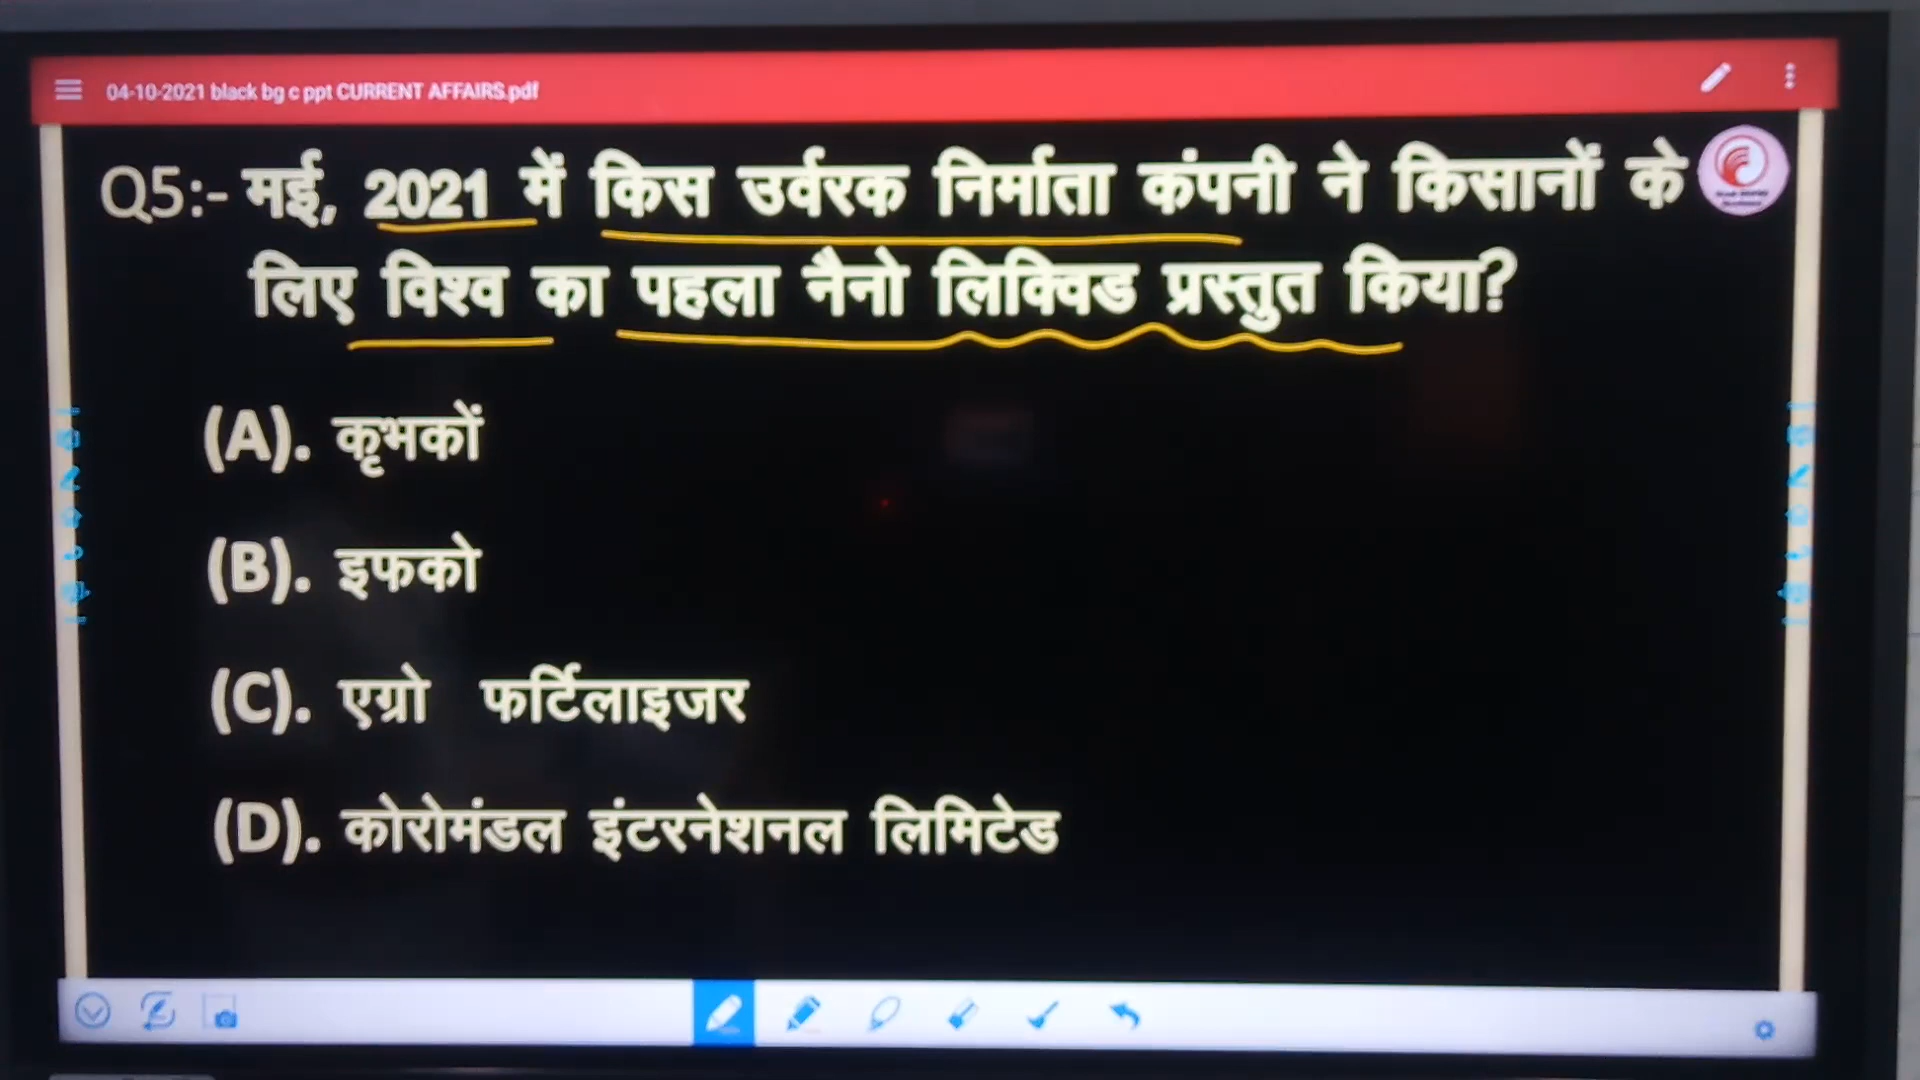 04-10-2021 black bg c ppt CURRENT AFFAIRS.pdf
Q5:- मई, 2021 में किस उर्वरक निर्माता कंपनी ने किसानों के
लिए विश्व का पहला नैनो लिक्विड प्रस्तुत किया?
(A). कृभकों
(B). इफको
(C). एग्रो फर्टिलाइजर
(D). कोरोमंडल इंटरनेशनल लिमिटेड